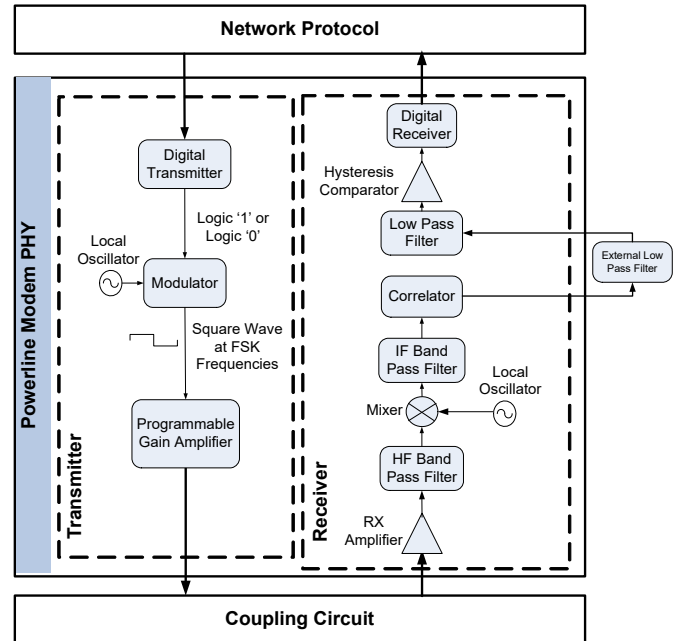 Network Protocol
Powerline Modem PHY
Transmitter
Digital
Transmitter
Logic ‘1’ or
Logic ‘0’
Local
Oscillator
Modulator
Square Wave
at FSK
Frequencies
Programmable
Gain Amplifier
Receiver
Digital
Receiver
Hysteresis
Comparator
Low Pass
Filter
External Low
Pass Filter
Correlator
IF Band
Pass Filter
Local
Oscillator
Mixer
HF Band
Pass Filter
RX
Amplifier
Coupling Circuit